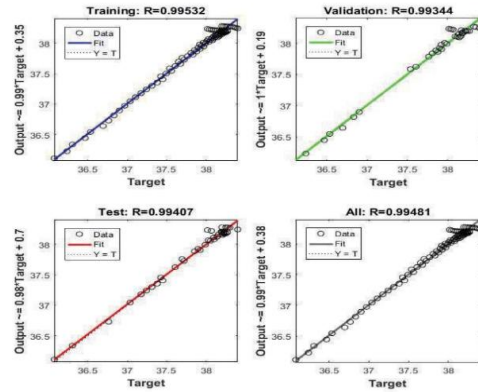 Training: R=0.99532
Output ~= 0.99*Target + 0.35
Data
Fit
Y = T
38
37.5
37
36.5
36.5 37 37.5 38
Target
Validation: R=0.99344
Output ~= 1*Target + 0.19
Data
Fit
Y = T
38
37.5
37
36.5
36.5 37 37.5 38
Target
Test: R=0.99407
Output ~= 0.98*Target + 0.7
Data
Fit
Y = T
38
37.5
37
36.5
36.5 37 37.5 38
Target
All: R=0.99481
Output ~= 0.99*Target + 0.38
Data
Fit
Y = T
38
37.5
37
36.5
36.5 37 37.5 38
Target